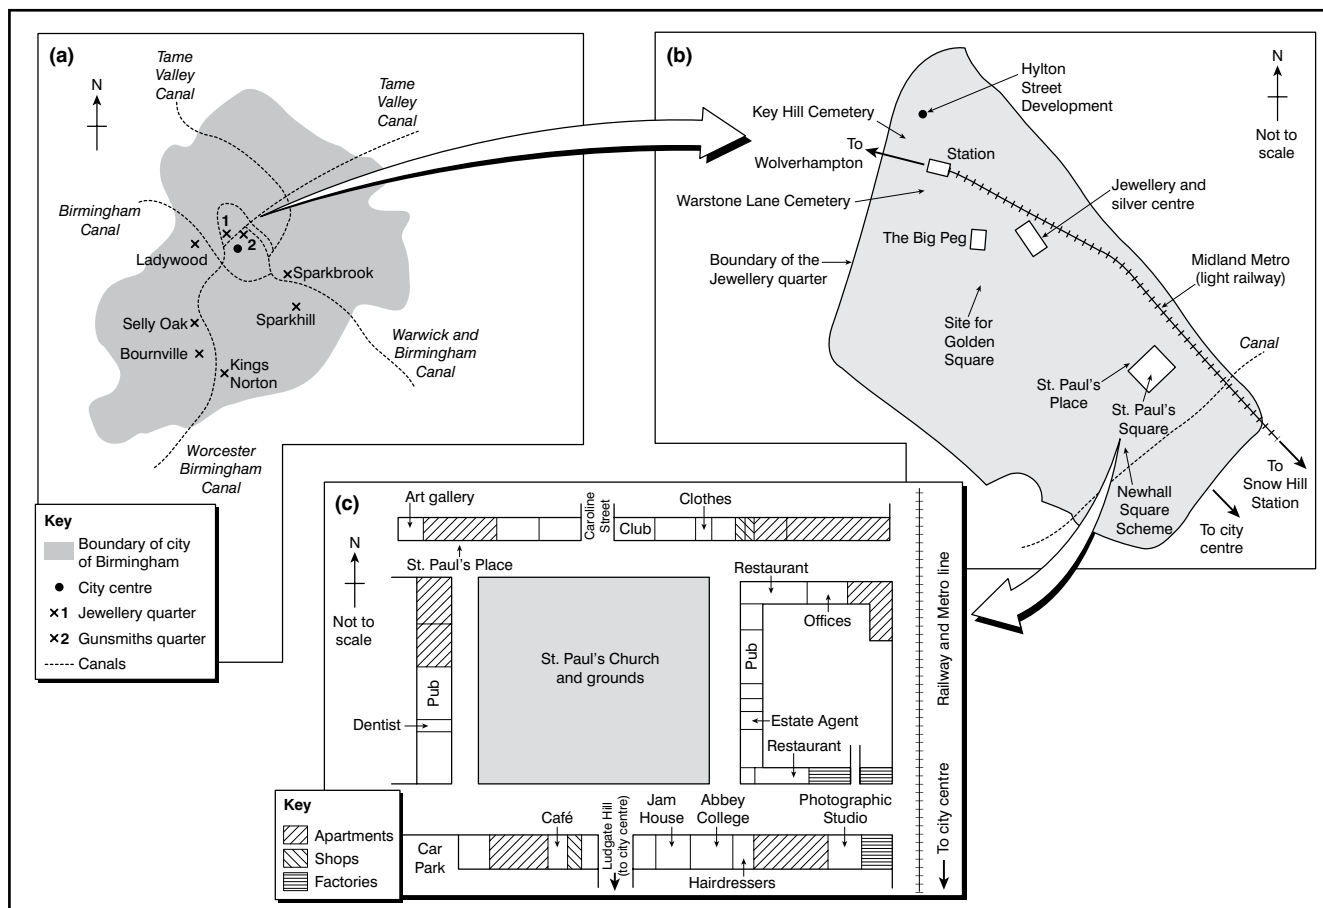 (a)
N
Tame
Valley
Canal
Tame
Valley
Canal
Birmingham
Canal
1
2
Ladywood
Sparkbrook
Selly Oak
Sparkhill
Bournville
Kings
Norton
Warwick and
Birmingham
Canal
Worcester
Birmingham
Canal
Key
Boundary of city
of Birmingham
City centre
1 Jewellery quarter
2 Gunsmiths quarter
Canals
(b)
N
Not to
scale
Hylton
Street
Development
Key Hill Cemetery
To
Wolverhampton
Station
Warstone Lane Cemetery
Jewellery and
silver centre
The Big Peg
Boundary of the
Jewellery quarter
Midland Metro
(light railway)
Site for
Golden
Square
Canal
St. Paul's
Place
St. Paul's
Square
Newhall
Square
Scheme
To
Snow Hill
Station
To city
centre
(c)
N
Not to
scale
Art gallery
Caroline
Street
Clothes
Club
St. Paul's Place
Restaurant
Offices
Pub
St. Paul's Church
and grounds
Pub
Dentist
Estate Agent
Restaurant
Railway and Metro line
To city centre
Café
Ludgate Hill
(to city centre)
Jam
House
Abbey
College
Photographic
Studio
Car
Park
Hairdressers
Key
Apartments
Shops
Factories